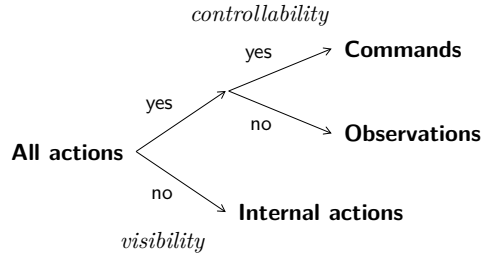 controllability
yes
Commands
yes
no
Observations
All actions
no
Internal actions
visibility